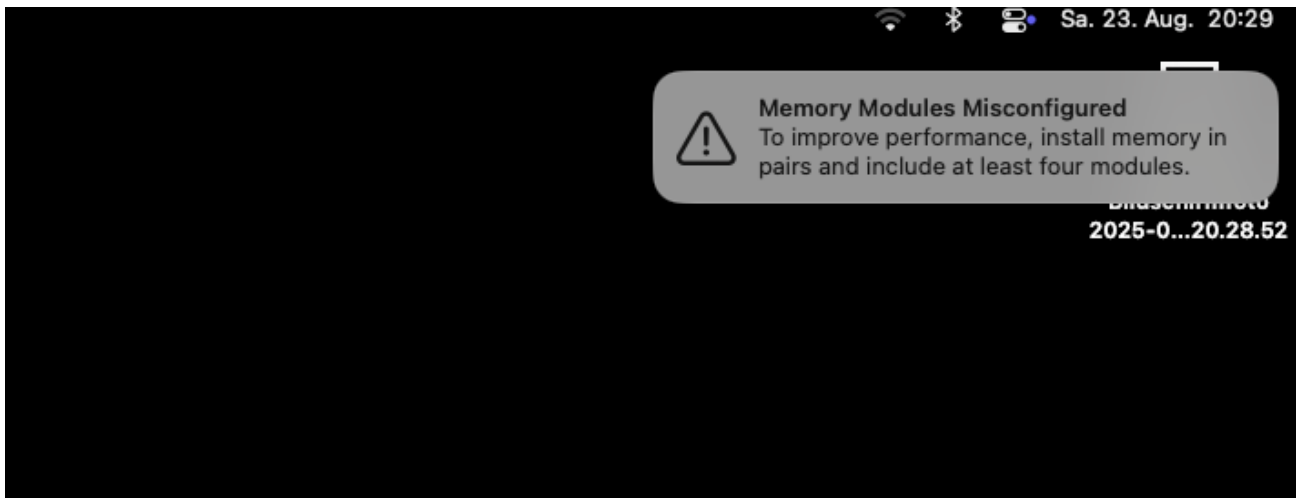 Sa. 23. Aug. 20:29
Memory Modules Misconfigured
To improve performance, install memory in
pairs and include at least four modules.
Bildschirmfoto
2025-0...20.28.52